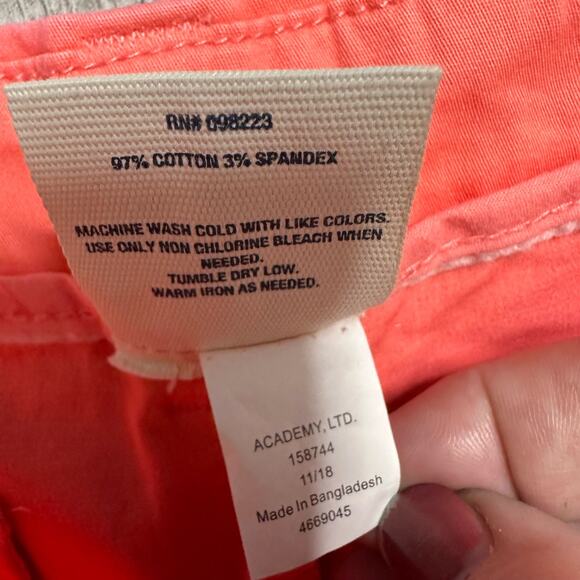 RN# 098223
97% COTTON 3% SPANDEX
MACHINE WASH COLD WITH LIKE COLORS.
USE ONLY NON CHLORINE BLEACH WHEN
NEEDED.
TUMBLE DRY LOW.
WARM IRON AS NEEDED.
ACADEMY, LTD.
158744
11/18
Made In Bangladesh
4669045